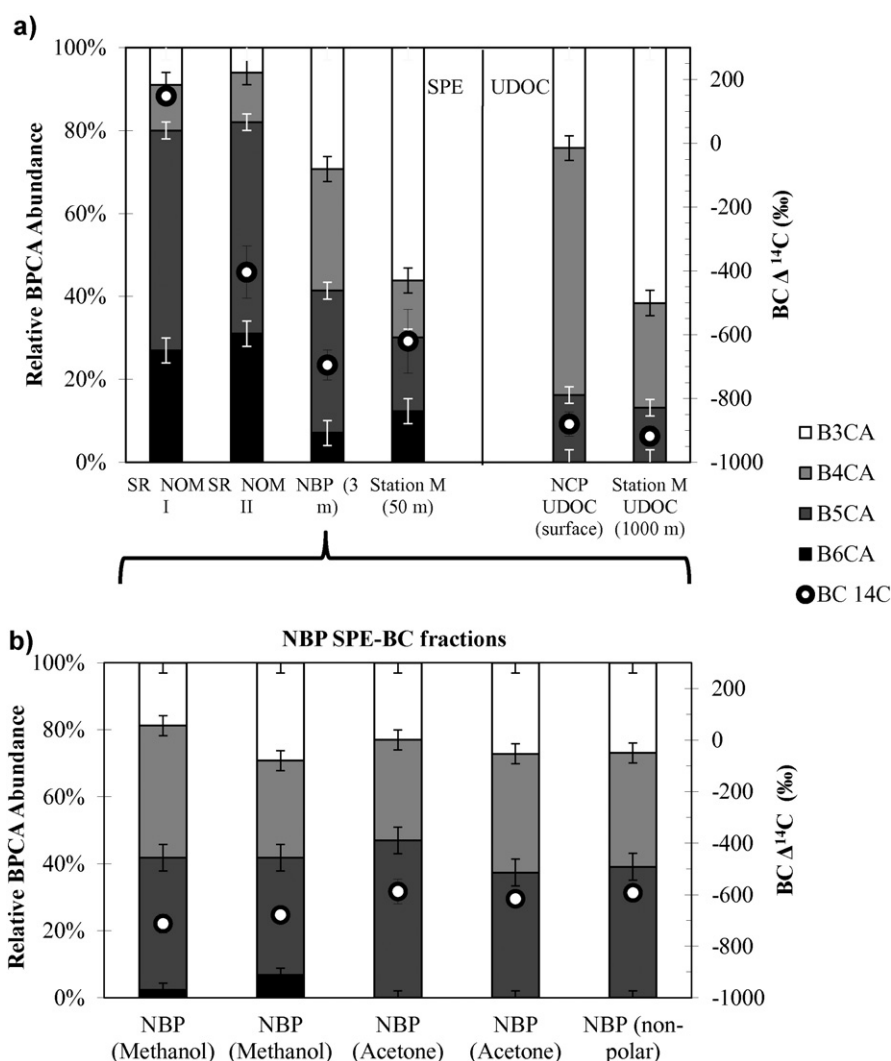 a)
100%
80%
60%
40%
20%
0%
Relative BPCA Abundance
SPE
UDOC
200
0
-200
-400
-600
-800
-1000
BC Δ ¹⁴C (‰)
SR NOM
I
SR NOM
II
NBP (3
m)
Station M
(50 m)
NCP
UDOC
(surface)
Station M
UDOC
(1000 m)
B3CA
B4CA
B5CA
B6CA
BC 14C
b)
NBP SPE-BC fractions
100%
80%
60%
40%
20%
0%
Relative BPCA Abundance
200
0
-200
-400
-600
-800
-1000
BC Δ¹⁴C (‰)
NBP
(Methanol)
NBP
(Methanol)
NBP
(Acetone)
NBP
(Acetone)
NBP (non-
polar)